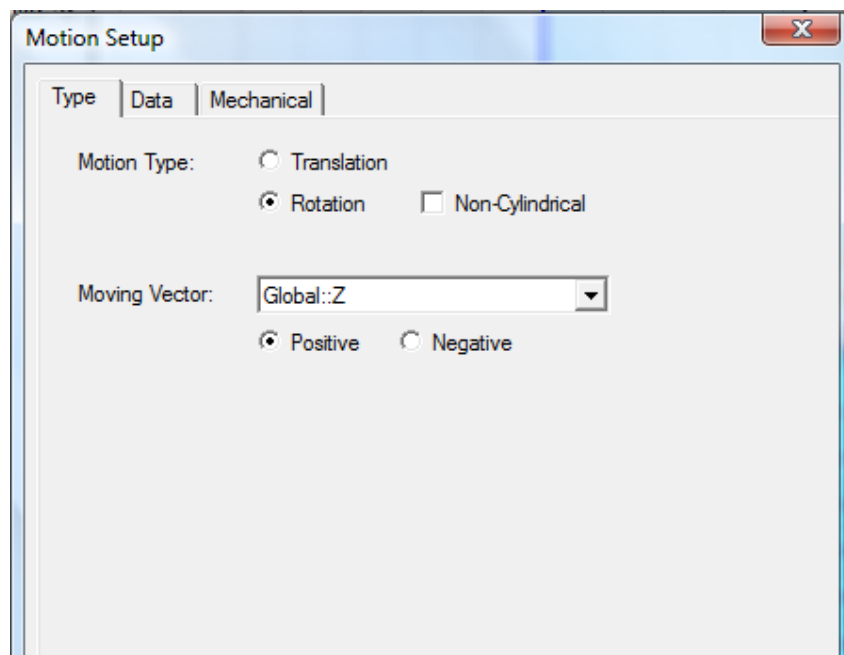 Motion Setup
Type Data Mechanical
Motion Type: Translation
Rotation Non-Cylindrical
Moving Vector: Global::Z
Positive Negative